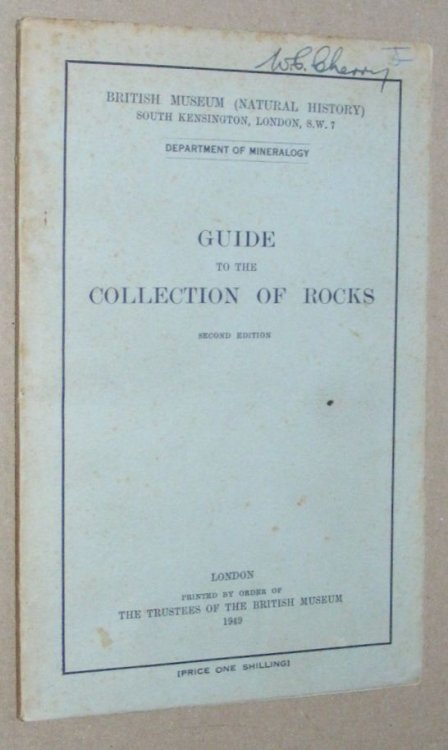 W.C. Cherry
BRITISH MUSEUM (NATURAL HISTORY)
SOUTH KENSINGTON, LONDON, S.W. 7
DEPARTMENT OF MINERALOGY
GUIDE
TO THE
COLLECTION OF ROCKS
SECOND EDITION
LONDON
PRINTED BY ORDER OF
THE TRUSTEES OF THE BRITISH MUSEUM
1949
[PRICE ONE SHILLING]